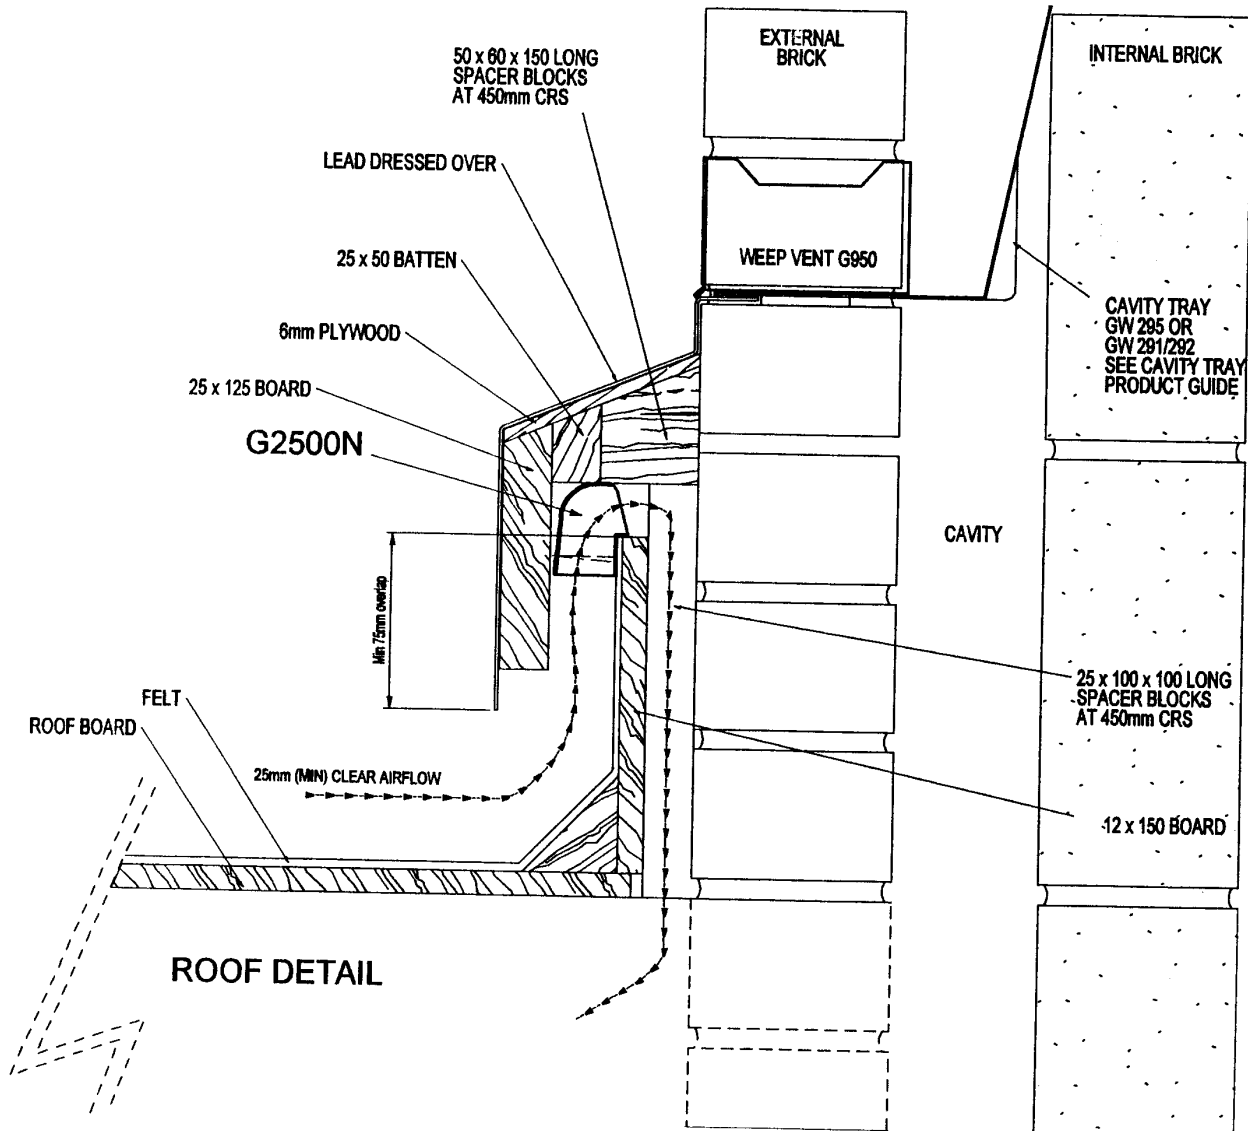 50 x 60 x 150 LONG
SPACER BLOCKS
AT 450mm CRS
EXTERNAL
BRICK
INTERNAL BRICK
LEAD DRESSED OVER
WEEP VENT G950
25 x 50 BATTEN
CAVITY TRAY
GW 295 OR
GW 291/292
SEE CAVITY TRAY
PRODUCT GUIDE
6mm PLYWOOD
25 x 125 BOARD
G2500N
CAVITY
Min 75mm overlap
25 x 100 x 100 LONG
SPACER BLOCKS
AT 450mm CRS
FELT
ROOF BOARD
25mm (MIN) CLEAR AIRFLOW
12 x 150 BOARD
ROOF DETAIL